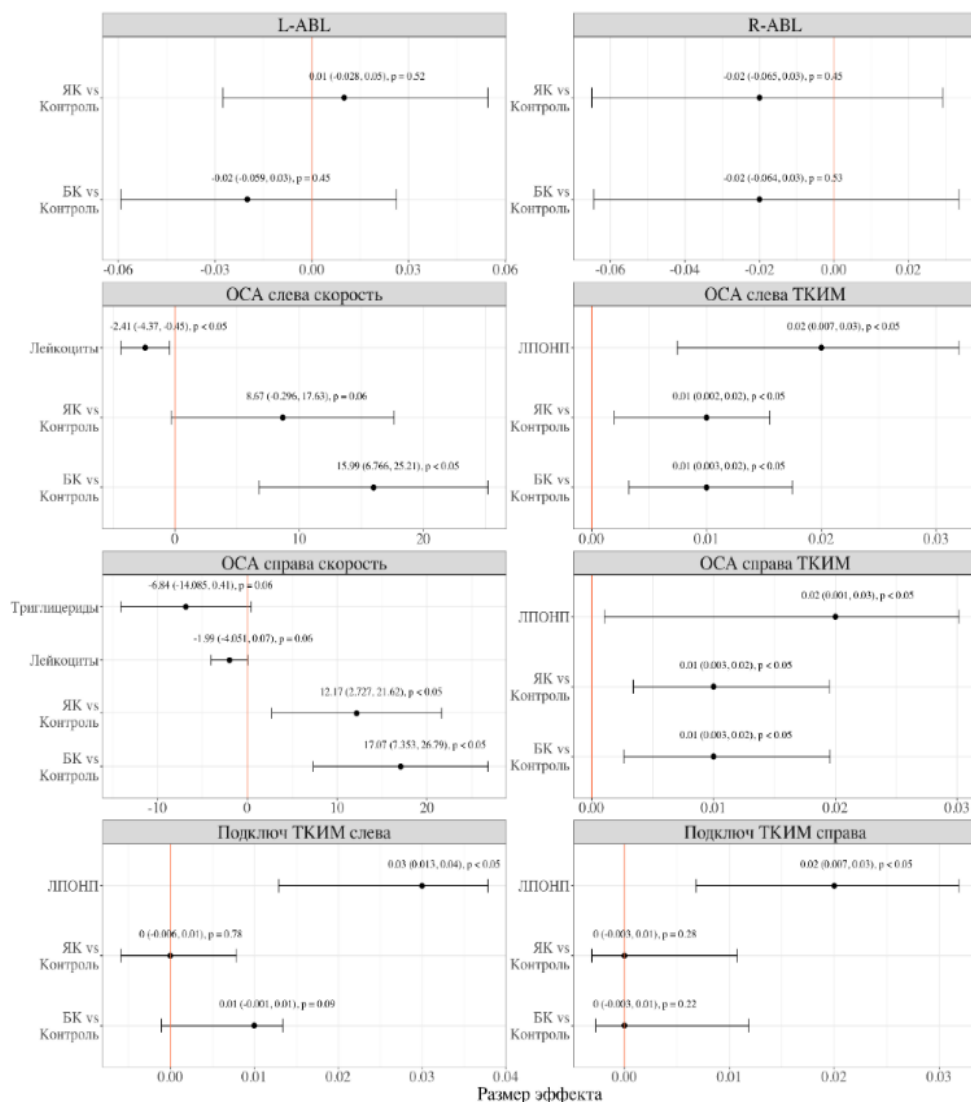 L-ABL
0.01 (-0.028, 0.05), p = 0.52
ЯК vs
Контроль
-0.02 (-0.059, 0.03), p = 0.45
БК vs
Контроль
-0.06 -0.03 0.00 0.03 0.06
R-ABL
-0.02 (-0.065, 0.03), p = 0.45
ЯК vs
Контроль
-0.02 (-0.064, 0.03), p = 0.53
БК vs
Контроль
-0.06 -0.04 -0.02 0.00 0.02
ОСА слева скорость
-2.41 (-4.37, -0.45), p < 0.05
Лейкоциты
8.67 (-0.296, 17.63), p = 0.06
ЯК vs
Контроль
15.99 (6.766, 25.21), p < 0.05
БК vs
Контроль
0 10 20
ОСА слева ТКИМ
0.02 (0.007, 0.03), p < 0.05
ЛПОНП
0.01 (0.002, 0.02), p < 0.05
ЯК vs
Контроль
0.01 (0.003, 0.02), p < 0.05
БК vs
Контроль
0.00 0.01 0.02 0.03
ОСА справа скорость
-6.84 (-14.085, 0.41), p = 0.06
Триглицериды
-1.99 (-4.051, 0.07), p = 0.06
Лейкоциты
12.17 (2.727, 21.62), p < 0.05
ЯК vs
Контроль
17.07 (7.353, 26.79), p < 0.05
БК vs
Контроль
-10 0 10 20
ОСА справа ТКИМ
0.02 (0.001, 0.03), p < 0.05
ЛПОНП
0.01 (0.003, 0.02), p < 0.05
ЯК vs
Контроль
0.01 (0.003, 0.02), p < 0.05
БК vs
Контроль
0.00 0.01 0.02 0.03
Подключ ТКИМ слева
0.03 (0.013, 0.04), p < 0.05
ЛПОНП
0 (-0.006, 0.01), p = 0.78
ЯК vs
Контроль
0.01 (-0.001, 0.01), p = 0.09
БК vs
Контроль
0.00 0.01 0.02 0.03 0.04
Подключ ТКИМ справа
0.02 (0.007, 0.03), p < 0.05
ЛПОНП
0 (-0.003, 0.01), p = 0.28
ЯК vs
Контроль
0 (-0.003, 0.01), p = 0.22
БК vs
Контроль
0.00 0.01 0.02 0.03
Размер эффекта